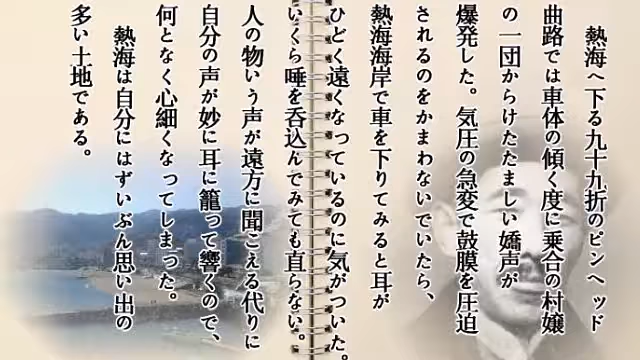 熱海へ下る九十九折のピンヘッド
曲路では車体の傾く度に乗合の村嬢
の一団からけたたましい嬌声が
爆発した。気圧の急変で鼓膜を圧迫
されるのをかまわないでいたら、
熱海海岸で車を下りてみると耳が
ひどく遠くなっているのに気がついた。
いくら唾を呑込んでみても直らない。
人の物いう声が遠方に聞こえる代りに
自分の声が妙に耳に籠って響くので、
何となく心細くなってしまった。
熱海は自分にはずいぶん思い出の
多い土地である。